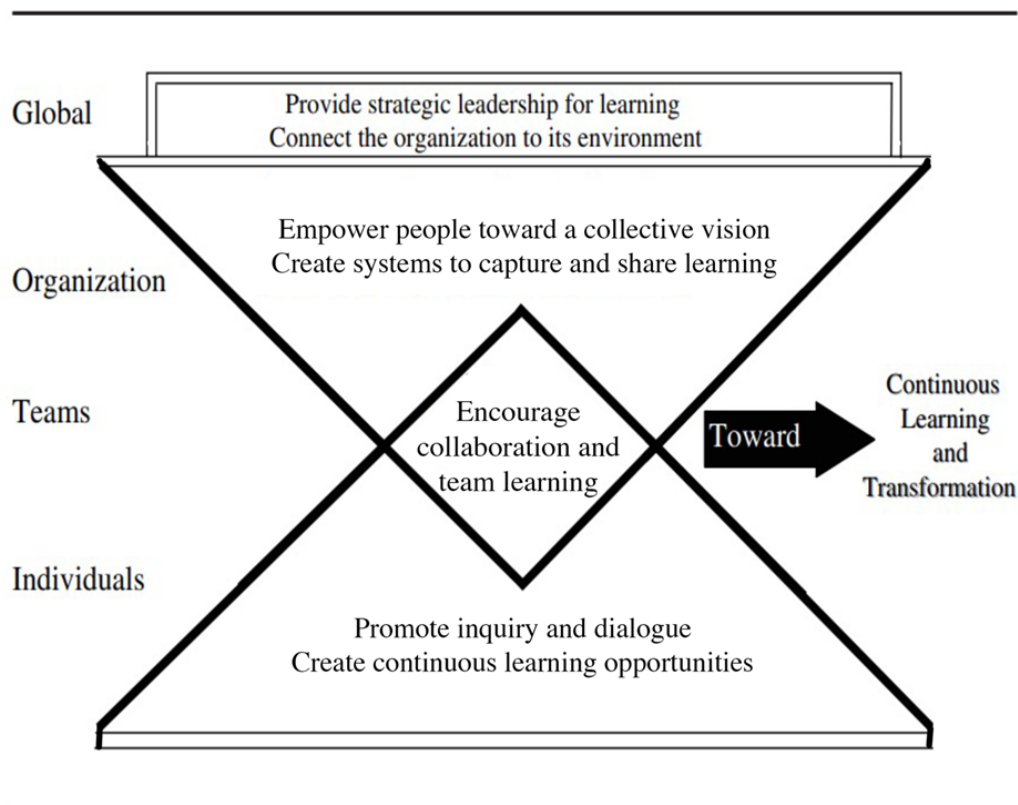 Global
Provide strategic leadership for learning
Connect the organization to its environment
Empower people toward a collective vision
Create systems to capture and share learning
Organization
Teams
Encourage
collaboration and
team learning
Toward
Continuous
Learning
and
Transformation
Individuals
Promote inquiry and dialogue
Create continuous learning opportunities